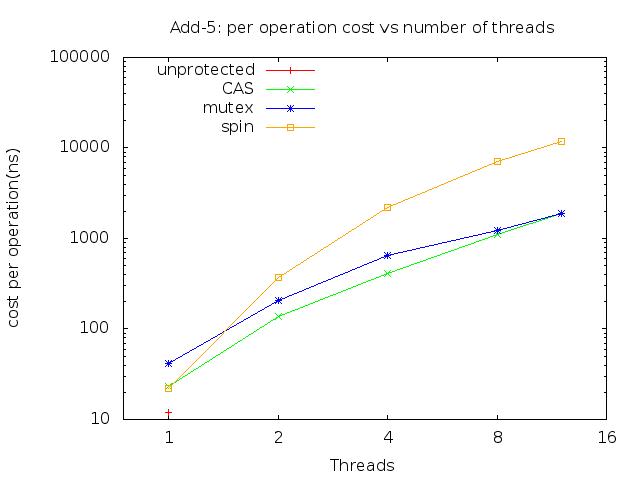 Add-5: per operation cost vs number of threads
100000
unprotected
CAS
mutex
spin
10000
cost per operation(ns)
1000
100
10
1 2 4 8 16
Threads